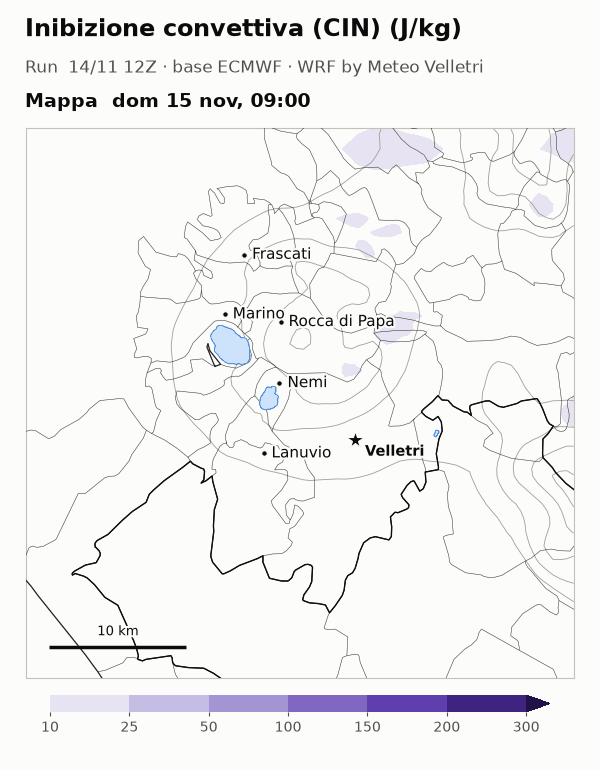 Inibizione convettiva (CIN) (J/kg)
Run  14/11 12Z · base ECMWF · WRF by Meteo Velletri
Mappa  dom 15 nov, 09:00
Frascati
Marino
Rocca di Papa
Nemi
Velletri
Lanuvio
10 km
10 25 50 100 150 200 300